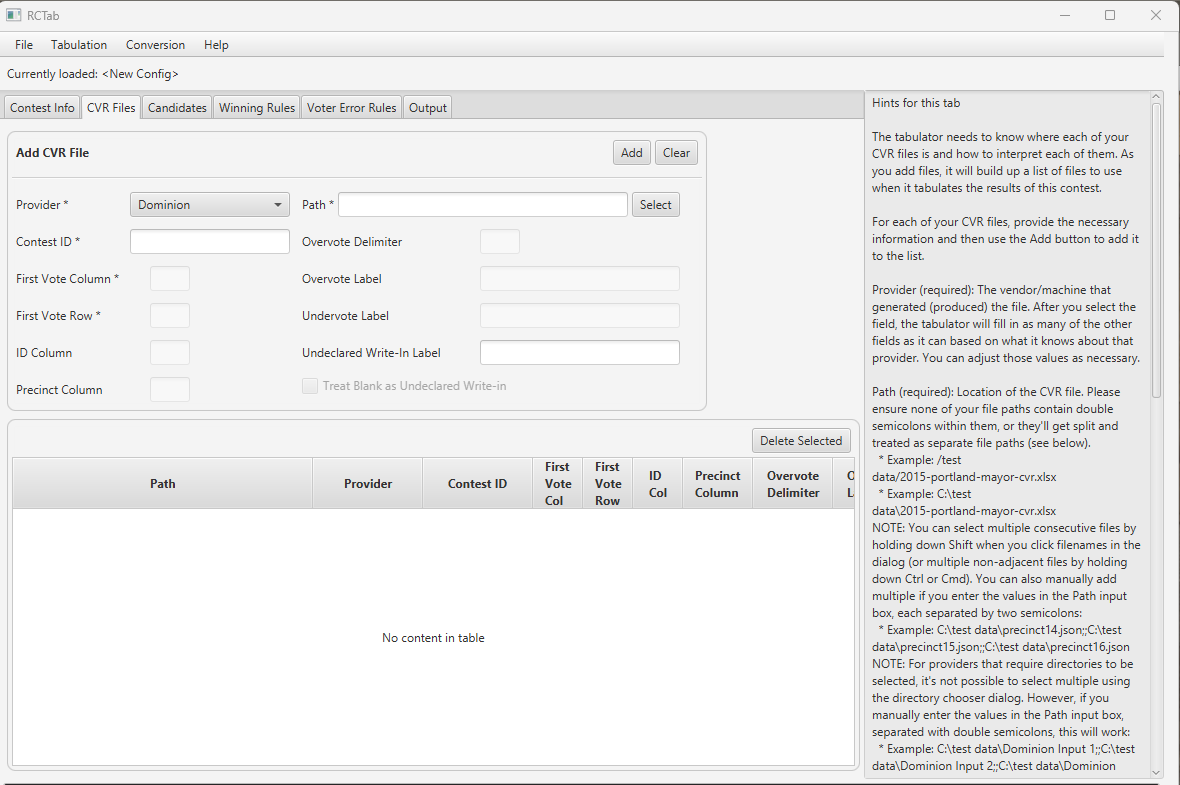 RCTab
File Tabulation Conversion Help
Currently loaded: <New Config>
Contest Info CVR Files Candidates Winning Rules Voter Error Rules Output
Add CVR File Add Clear
Provider * Dominion Path * Select
Contest ID * Overvote Delimiter
First Vote Column * Overvote Label
First Vote Row * Undervote Label
ID Column Undeclared Write-In Label
Precinct Column Treat Blank as Undeclared Write-in
Delete Selected
Path Provider Contest ID First Vote Col First Vote Row ID Col Precinct Column Overvote Delimiter
No content in table
Hints for this tab
The tabulator needs to know where each of your
CVR files is and how to interpret each of them. As
you add files, it will build up a list of files to use
when it tabulates the results of this contest.
For each of your CVR files, provide the necessary
information and then use the Add button to add it
to the list.
Provider (required): The vendor/machine that
generated (produced) the file. After you select the
field, the tabulator will fill in as many of the other
fields as it can based on what it knows about that
provider. You can adjust those values as necessary.
Path (required): Location of the CVR file. Please
ensure none of your file paths contain double
semicolons within them, or they'll get split and
treated as separate file paths (see below).
* Example: /test
data/2015-portland-mayor-cvr.xlsx
* Example: C:\test
data\2015-portland-mayor-cvr.xlsx
NOTE: You can select multiple consecutive files by
holding down Shift when you click filenames in the
dialog (or multiple non-adjacent files by holding
down Ctrl or Cmd). You can also manually add
multiple if you enter the values in the Path input
box, each separated by two semicolons:
* Example: C:\test data\precinct14.json;;C:\test
data\precinct15.json;;C:\test data\precinct16.json
NOTE: For providers that require directories to be
selected, it's not possible to select multiple using
the directory chooser dialog. However, if you
manually enter the values in the Path input box,
separated with double semicolons, this will work:
* Example: C:\test data\Dominion Input 1;;C:\test
data\Dominion Input 2;;C:\test data\Dominion